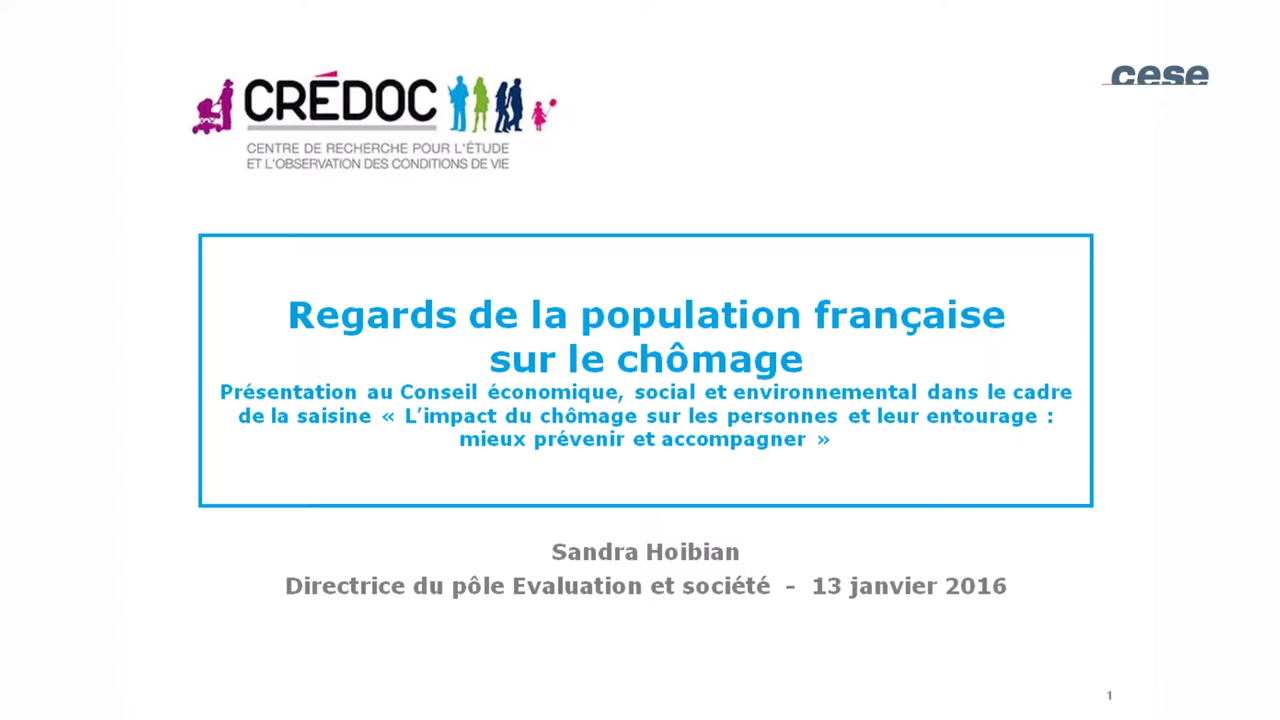 CRÉDOC
CENTRE DE RECHERCHE POUR L'ÉTUDE
ET L'OBSERVATION DES CONDITIONS DE VIE
cese
Regards de la population française
sur le chômage
Présentation au Conseil économique, social et environnemental dans le cadre
de la saisine « L’impact du chômage sur les personnes et leur entourage :
mieux prévenir et accompagner »
Sandra Hoibian
Directrice du pôle Evaluation et société - 13 janvier 2016
1